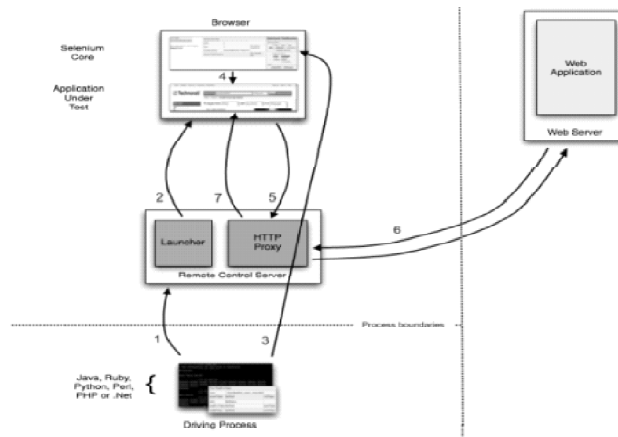 Browser
Selenium
Core
4
Application
Under
Test
Web
Application
Web Server
2
7
5
6
Launcher
HTTP
Proxy
Remote Control Server
Process boundaries
1
3
Java, Ruby,
Python, Perl,
PHP or .Net
{
Driving Process